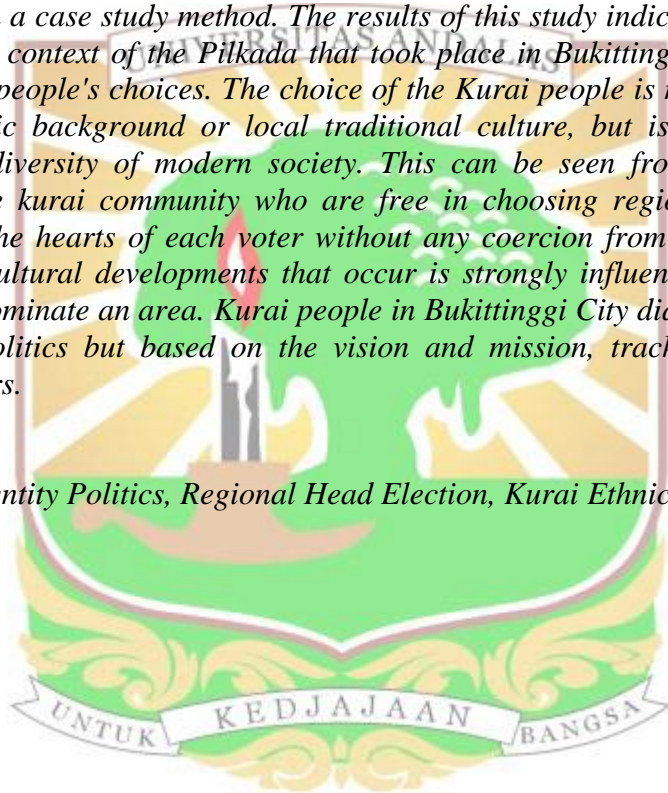 a case study method. The results of this study indic
UNIVERSITAS ANDALAS
context of the Pilkada that took place in Bukitting
people's choices. The choice of the Kurai people is
ic background or local traditional culture, but is
diversity of modern society. This can be seen fro
kurai community who are free in choosing regi
he hearts of each voter without any coercion from
ultural developments that occur is strongly influen
ominate an area. Kurai people in Bukittinggi City di
olitics but based on the vision and mission, track
rs.
entity Politics, Regional Head Election, Kurai Ethnic
UNTUK KEDJAJAAN BANGSA